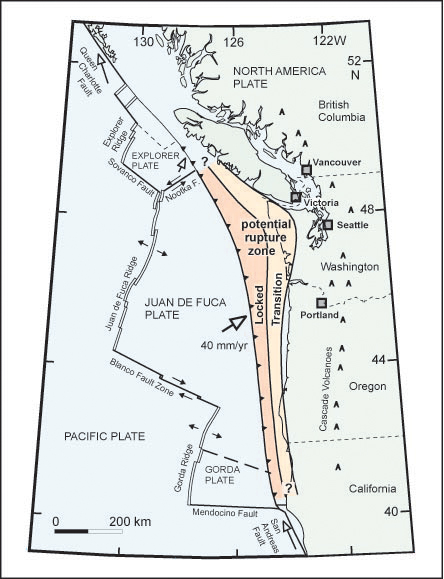 130
126
122W
52
N
Queen
Charlotte
Fault
NORTH AMERICA
PLATE
British
Columbia
Explorer
Ridge
EXPLORER
PLATE
?
Vancouver
Sovanco Fault
Nootka F.
Victoria
48
potential
rupture
zone
Seattle
Washington
Juan de Fuca Ridge
JUAN DE FUCA
PLATE
Locked
Transition
Portland
40 mm/yr
Cascade Volcanoes
44
Blanco Fault Zone
Oregon
PACIFIC PLATE
GORDA
PLATE
Gorda Ridge
?
California
Mendocino Fault
40
San
Andreas
Fault
0 200 km